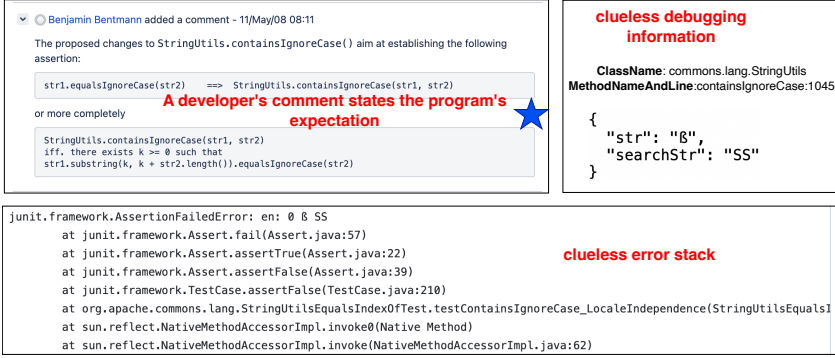 Benjamin Bentmann added a comment - 11/May/08 08:11
The proposed changes to StringUtils.containsIgnoreCase() aim at establishing the following
assertion:
str1.equalsIgnoreCase(str2) ==> StringUtils.containsIgnoreCase(str1, str2)
A developer's comment states the program's
expectation
or more completely
StringUtils.containsIgnoreCase(str1, str2)
iff. there exists k >= 0 such that
str1.substring(k, k + str2.length()).equalsIgnoreCase(str2)
clueless debugging
information
ClassName: commons.lang.StringUtils
MethodNameAndLine:containsIgnoreCase:1045
{
"str": "ß",
"searchStr": "SS"
}
junit.framework.AssertionFailedError: en: 0 ß SS
at junit.framework.Assert.fail(Assert.java:57)
at junit.framework.Assert.assertTrue(Assert.java:22)
at junit.framework.Assert.assertFalse(Assert.java:39)
at junit.framework.TestCase.assertFalse(TestCase.java:210)
at org.apache.commons.lang.StringUtilsEqualsIndexOfTest.testContainsIgnoreCase_LocaleIndependence(StringUtilsEqualsI
at sun.reflect.NativeMethodAccessorImpl.invoke0(Native Method)
at sun.reflect.NativeMethodAccessorImpl.invoke(NativeMethodAccessorImpl.java:62)
clueless error stack